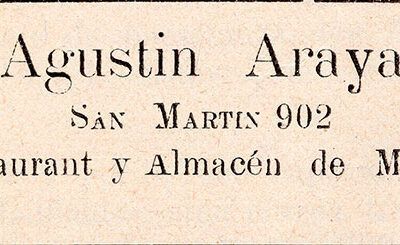 Agustin Araya
SAN MARTIN 902
aurant y Almacén de M